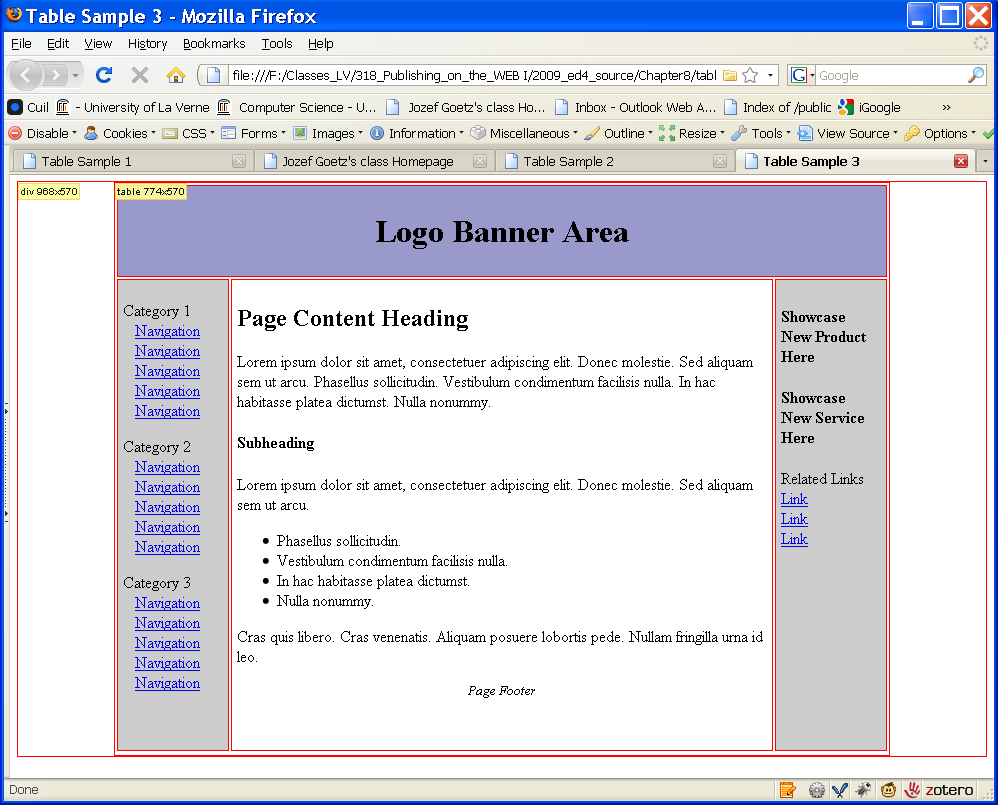 Table Sample 3 - Mozilla Firefox
File Edit View History Bookmarks Tools Help
file:///F:/Classes_LV/318_Publishing_on_the_WEB I/2009_ed4_source/Chapter8/tabl G Google
Cuil - University of La Verne Computer Science - U... Jozef Goetz's class Ho... Inbox - Outlook Web A... Index of /public iGoogle »
Disable Cookies CSS Forms Images Information Miscellaneous Outline Resize Tools View Source Options
Table Sample 1 Jozef Goetz's class Homepage Table Sample 2 Table Sample 3
div 968x570 table 774x570
Logo Banner Area
Category 1
Navigation
Navigation
Navigation
Navigation
Navigation
Category 2
Navigation
Navigation
Navigation
Navigation
Navigation
Category 3
Navigation
Navigation
Navigation
Navigation
Navigation
Page Content Heading
Lorem ipsum dolor sit amet, consectetuer adipiscing elit. Donec molestie. Sed aliquam
sem ut arcu. Phasellus sollicitudin. Vestibulum condimentum facilisis nulla. In hac
habitasse platea dictumst. Nulla nonummy.
Subheading
Lorem ipsum dolor sit amet, consectetuer adipiscing elit. Donec molestie. Sed aliquam
sem ut arcu.
• Phasellus sollicitudin.
• Vestibulum condimentum facilisis nulla.
• In hac habitasse platea dictumst.
• Nulla nonummy.
Cras quis libero. Cras venenatis. Aliquam posuere lobortis pede. Nullam fringilla urna id
leo.
Page Footer
Showcase
New Product
Here
Showcase
New Service
Here
Related Links
Link
Link
Link
Done zotero